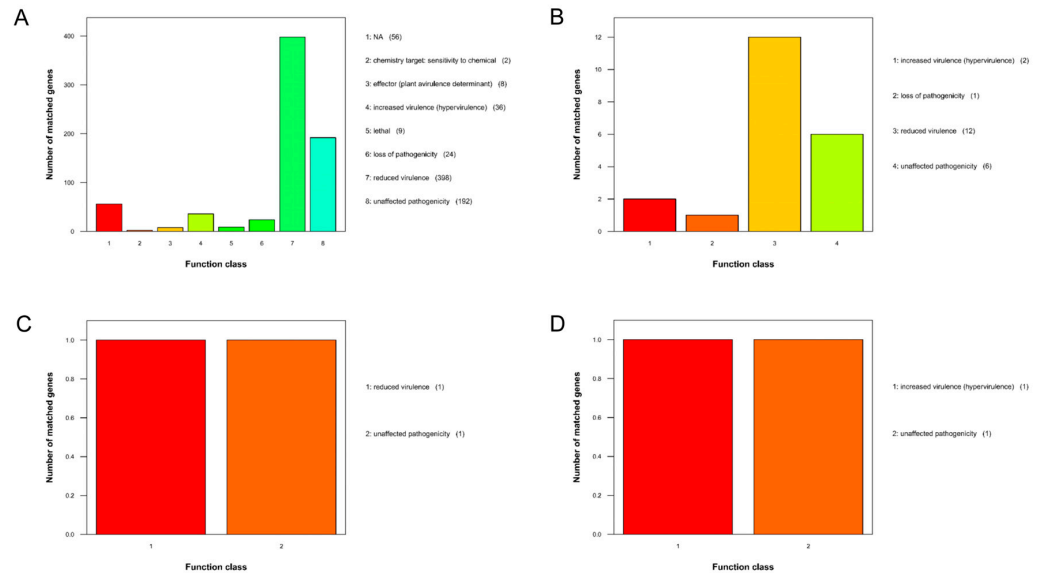 A
Number of matched genes
400
300
200
100
0
1 2 3 4 5 6 7 8
Function class
1: NA (56)
2: chemistry target: sensitivity to chemical (2)
3: effector (plant avirulence determinant) (8)
4: increased virulence (hypervirulence) (36)
5: lethal (9)
6: loss of pathogenicity (24)
7: reduced virulence (398)
8: unaffected pathogenicity (192)
B
Number of matched genes
12
10
8
6
4
2
0
1 2 3 4
Function class
1: increased virulence (hypervirulence) (2)
2: loss of pathogenicity (1)
3: reduced virulence (12)
4: unaffected pathogenicity (6)
C
Number of matched genes
1.0
0.8
0.6
0.4
0.2
0.0
1 2
Function class
1: reduced virulence (1)
2: unaffected pathogenicity (1)
D
Number of matched genes
1.0
0.8
0.6
0.4
0.2
0.0
1 2
Function class
1: increased virulence (hypervirulence) (1)
2: unaffected pathogenicity (1)